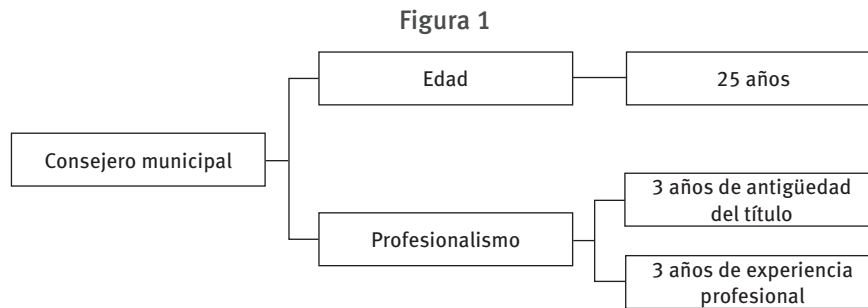 Figura 1
Edad
25 años
Consejero municipal
3 años de antigüedad
del título
Profesionalismo
3 años de experiencia
profesional